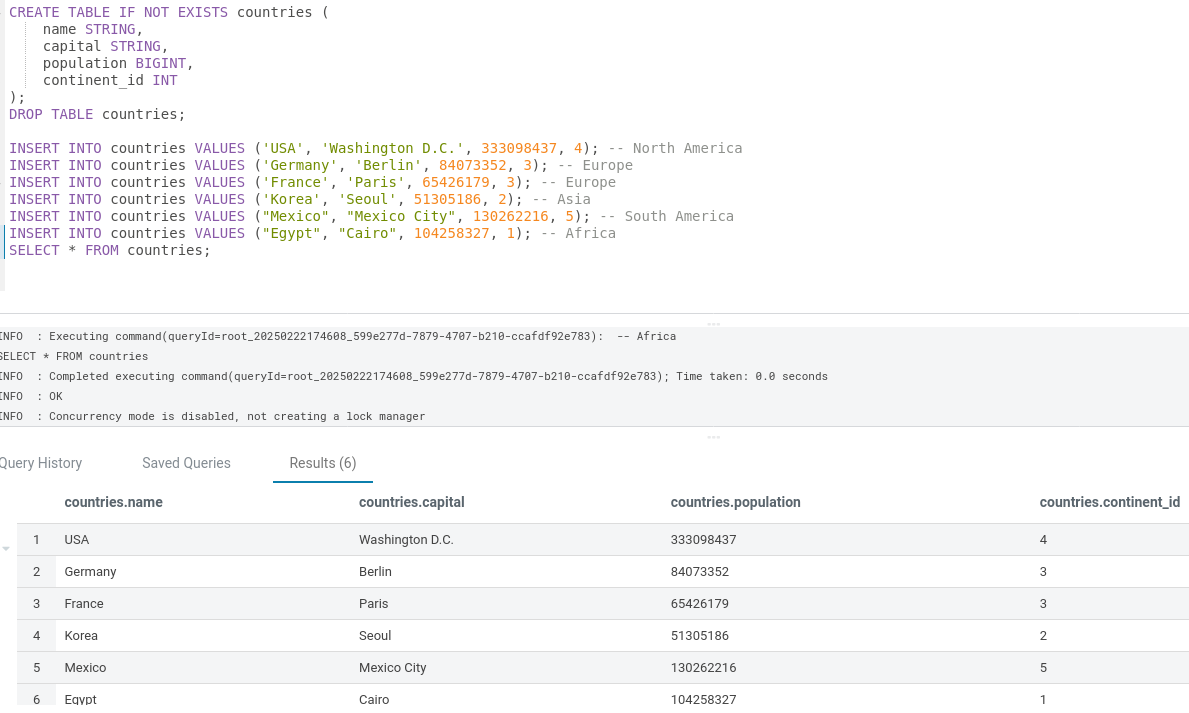 CREATE TABLE IF NOT EXISTS countries (
name STRING,
capital STRING,
population BIGINT,
continent_id INT
);
DROP TABLE countries;
INSERT INTO countries VALUES ('USA', 'Washington D.C.', 333098437, 4); -- North America
INSERT INTO countries VALUES ('Germany', 'Berlin', 84073352, 3); -- Europe
INSERT INTO countries VALUES ('France', 'Paris', 65426179, 3); -- Europe
INSERT INTO countries VALUES ('Korea', 'Seoul', 51305186, 2); -- Asia
INSERT INTO countries VALUES ("Mexico", "Mexico City", 130262216, 5); -- South America
INSERT INTO countries VALUES ("Egypt", "Cairo", 104258327, 1); -- Africa
SELECT * FROM countries;
INFO : Executing command(queryId=root_20250222174608_599e277d-7879-4707-b210-ccafdf92e783): -- Africa
SELECT * FROM countries
INFO : Completed executing command(queryId=root_20250222174608_599e277d-7879-4707-b210-ccafdf92e783); Time taken: 0.0 seconds
INFO : OK
INFO : Concurrency mode is disabled, not creating a lock manager
Query History Saved Queries Results (6)
countries.name countries.capital countries.population countries.continent_id
1 USA Washington D.C. 333098437 4
2 Germany Berlin 84073352 3
3 France Paris 65426179 3
4 Korea Seoul 51305186 2
5 Mexico Mexico City 130262216 5
6 Egypt Cairo 104258327 1